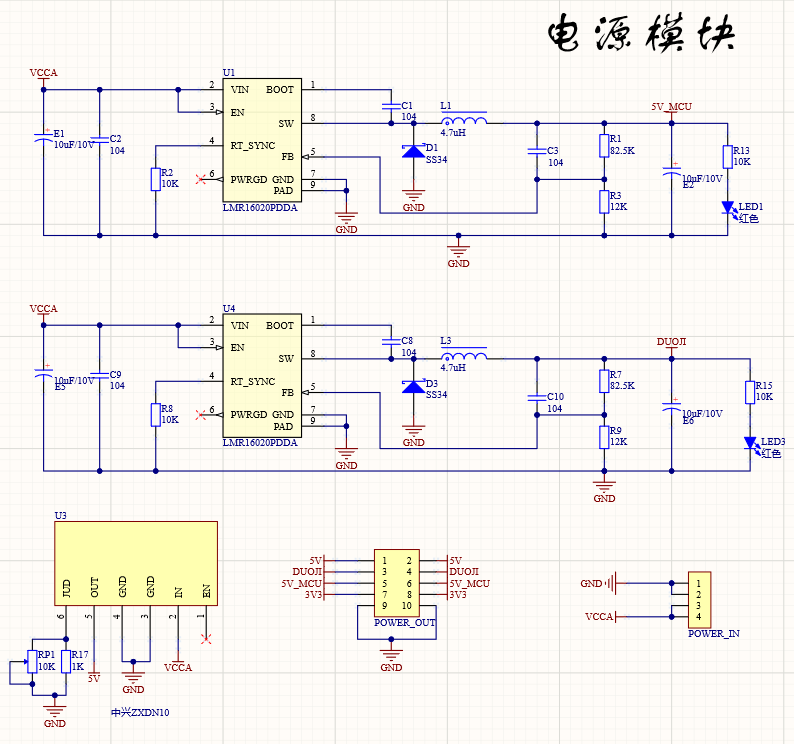 电源模块
VCCA
U1
2 VIN BOOT 1
3 EN
SW 8
4 RT_SYNC
FB 5
6 PWRGD GND 7
PAD 9
LMR16020PDDA
E1
10uF/10V
C2
104
R2
10K
GND
C1
104
L1
4.7uH
D1
SS34
GND
C3
104
R1
82.5K
R3
12K
5V_MCU
10uF/10V
E2
R13
10K
LED1
红色
GND
VCCA
U4
2 VIN BOOT 1
3 EN
SW 8
4 RT_SYNC
FB 5
6 PWRGD GND 7
PAD 9
LMR16020PDDA
10uF/10V
E5
C9
104
R8
10K
GND
C8
104
L3
4.7uH
D3
SS34
GND
C10
104
R7
82.5K
R9
12K
DUOJI
10uF/10V
E6
R15
10K
LED3
红色
GND
U3
JUD OUT GND GND IN EN
6 5 4 3 2 1
RP1
10K
R17
1K
5V
GND
VCCA
GND
中兴ZXDN10
5V 1 2 5V
DUOJI 3 4 DUOJI
5V_MCU 5 6 5V_MCU
3V3 7 8 3V3
9 10
POWER_OUT
GND
GND 1
2
3
VCCA 4
POWER_IN